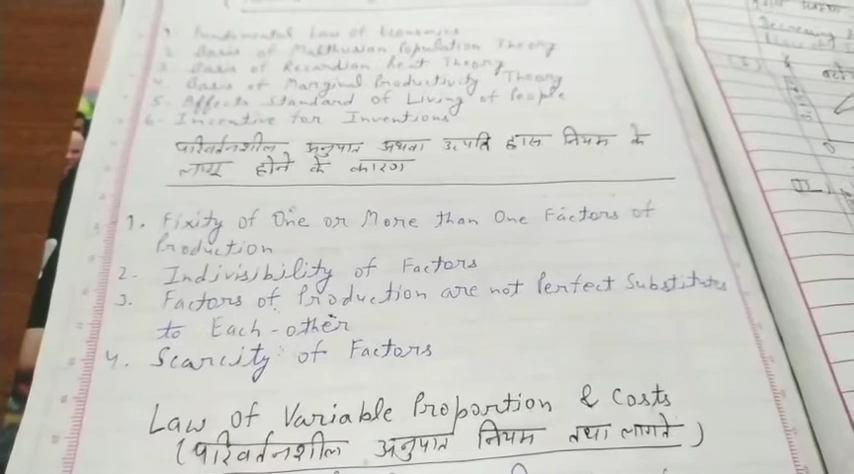 1. Fundamental Law of Economics
2. Basis of Malthusian Population Theory
3. Basis of Recardian Rent Theory
4. Basis of Marginal Productivity Theory
5. Affects Standard of Living of People
6- Incentive for Inventions
परिवर्तनशील अनुपात अथवा उत्पत्ति ह्रास नियम के
लागू होने के कारण
1. Fixity of One or More than One Factors of
Production
2. Indivisibility of Factors
3. Factors of Production are not Perfect Substitutes
to Each-other
4. Scarcity of Factors
Law of Variable Proportion & Costs
(परिवर्तनशील अनुपात नियम तथा लागते)
Decreasing